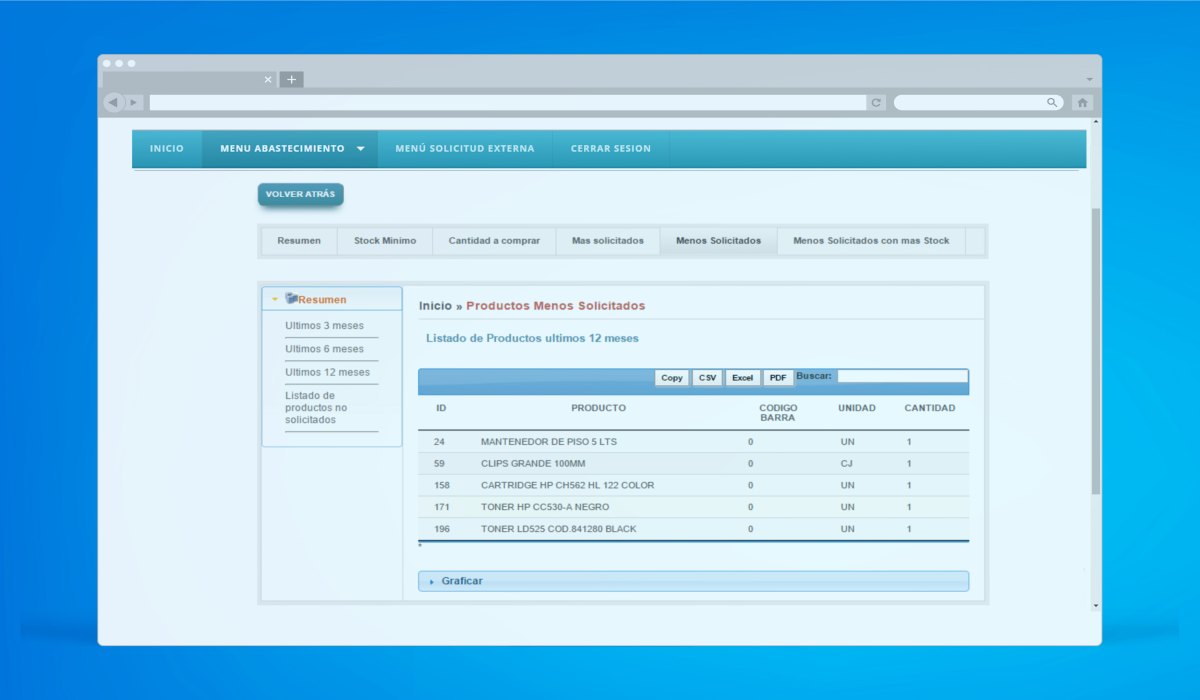 INICIO MENU ABASTECIMIENTO MENÚ SOLICITUD EXTERNA CERRAR SESION
VOLVER ATRÁS
Resumen Stock Minimo Cantidad a comprar Mas solicitados Menos Solicitados Menos Solicitados con mas Stock
Resumen
Ultimos 3 meses
Ultimos 6 meses
Ultimos 12 meses
Listado de
productos no
solicitados
Inicio » Productos Menos Solicitados
Listado de Productos ultimos 12 meses
Copy CSV Excel PDF Buscar:
ID PRODUCTO CODIGO BARRA UNIDAD CANTIDAD
24 MANTENEDOR DE PISO 5 LTS 0 UN 1
59 CLIPS GRANDE 100MM 0 CJ 1
158 CARTRIDGE HP CH562 HL 122 COLOR 0 UN 1
171 TONER HP CC530-A NEGRO 0 UN 1
196 TONER LD525 COD.841280 BLACK 0 UN 1
Graficar